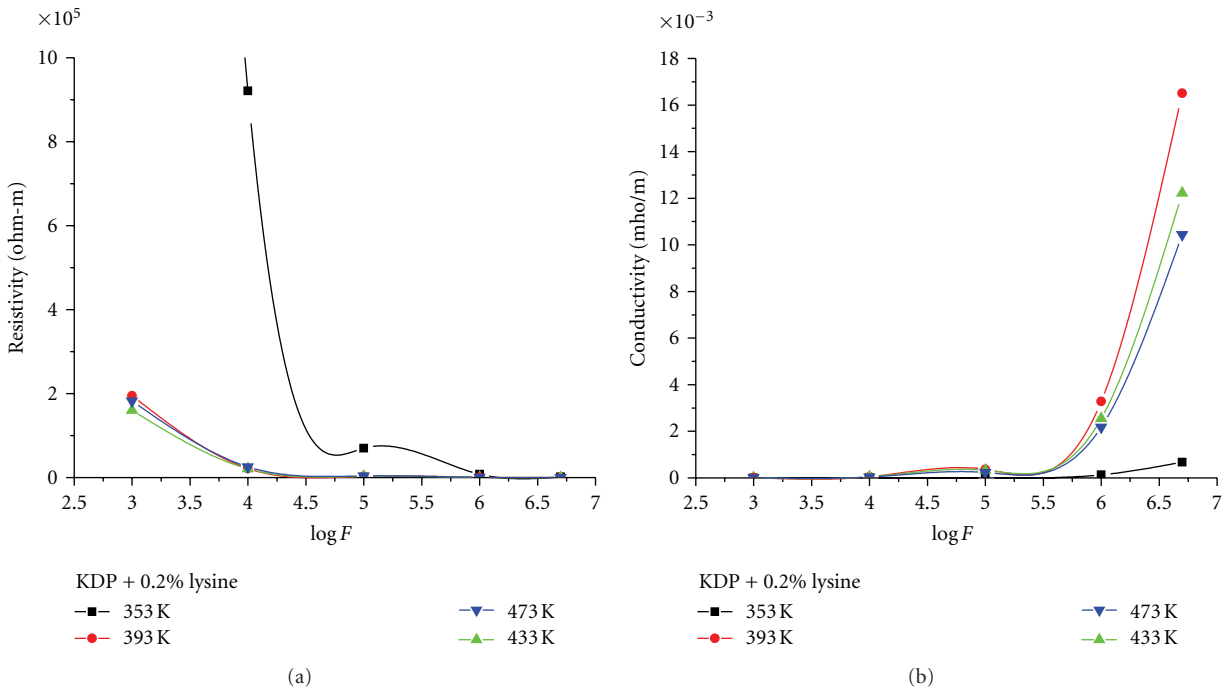 ×10⁵
10
8
6
4
2
0
2.5 3 3.5 4 4.5 5 5.5 6 6.5 7
Resistivity (ohm-m)
log F
KDP + 0.2% lysine
353 K
393 K
473 K
433 K
(a)
×10⁻³
18
16
14
12
10
8
6
4
2
0
2.5 3 3.5 4 4.5 5 5.5 6 6.5 7
Conductivity (mho/m)
log F
KDP + 0.2% lysine
353 K
393 K
473 K
433 K
(b)